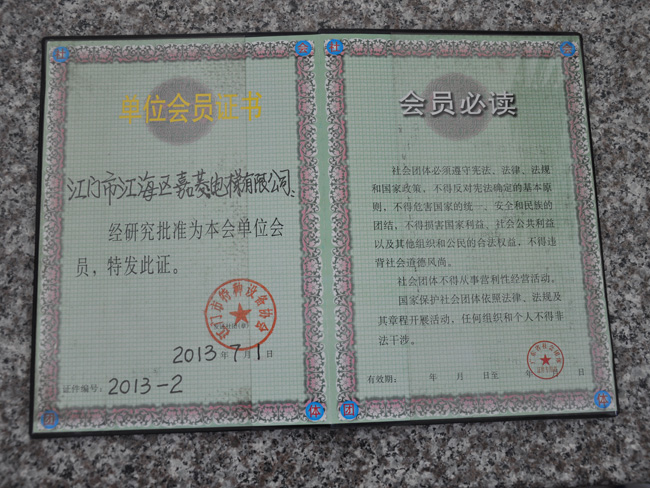 单位会员证书
江门市江海区嘉菱电梯有限公司:
经研究批准为本会单位会
员，特发此证。
江门市特种设备协会
2013年7月1日
证件编号: 2013-2
会员必读
社会团体必须遵守宪法、法律、法规
和国家政策，不得反对宪法确定的基本原
则，不得危害国家的统一、安全和民族的
团结，不得损害国家利益、社会公共利益
以及其他组织和公民的合法权益，不得违
背社会道德风尚。
社会团体不得从事营利性经营活动。
国家保护社会团体依照法律、法规及
其章程开展活动，任何组织和个人不得非
法干涉。
有效期: 年 月 日至 年 月 日